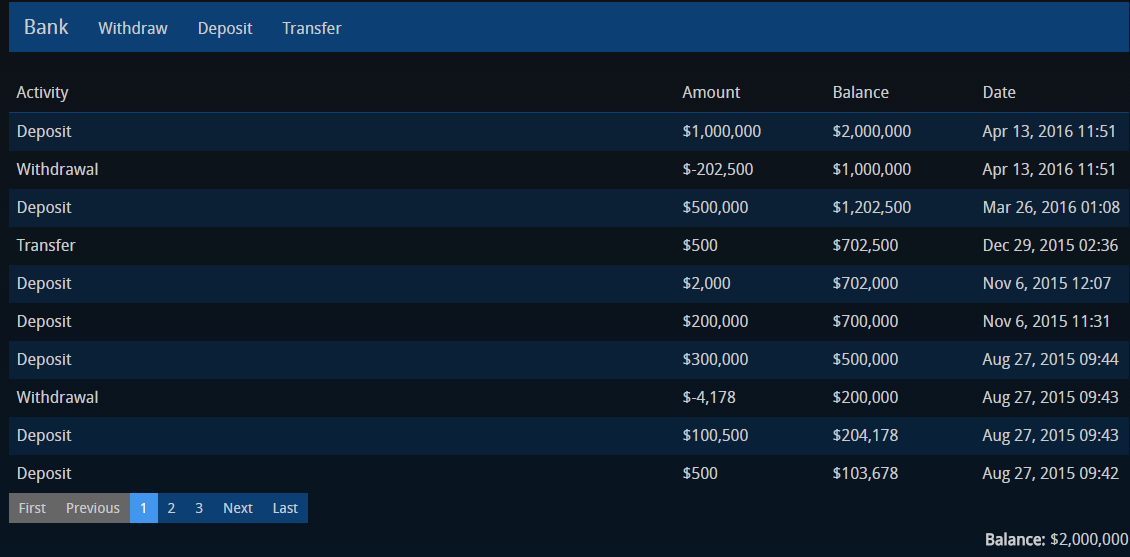 Bank Withdraw Deposit Transfer
Activity Amount Balance Date
Deposit $1,000,000 $2,000,000 Apr 13, 2016 11:51
Withdrawal $-202,500 $1,000,000 Apr 13, 2016 11:51
Deposit $500,000 $1,202,500 Mar 26, 2016 01:08
Transfer $500 $702,500 Dec 29, 2015 02:36
Deposit $2,000 $702,000 Nov 6, 2015 12:07
Deposit $200,000 $700,000 Nov 6, 2015 11:31
Deposit $300,000 $500,000 Aug 27, 2015 09:44
Withdrawal $-4,178 $200,000 Aug 27, 2015 09:43
Deposit $100,500 $204,178 Aug 27, 2015 09:43
Deposit $500 $103,678 Aug 27, 2015 09:42
First Previous 1 2 3 Next Last
Balance: $2,000,000